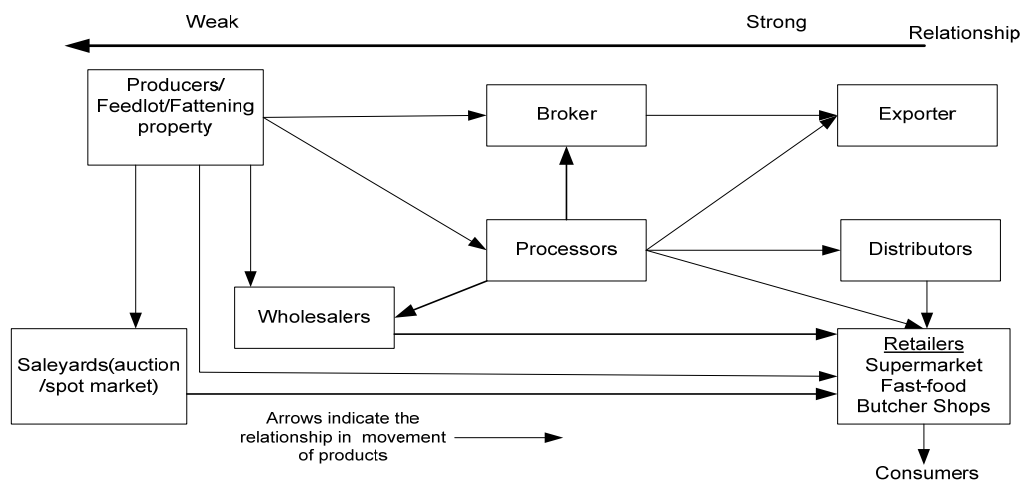 Weak
Strong
Relationship
Producers/
Feedlot/Fattening
property
Broker
Exporter
Processors
Distributors
Wholesalers
Saleyards(auction
/spot market)
Retailers
Supermarket
Fast-food
Butcher Shops
Arrows indicate the
relationship in movement
of products
Consumers